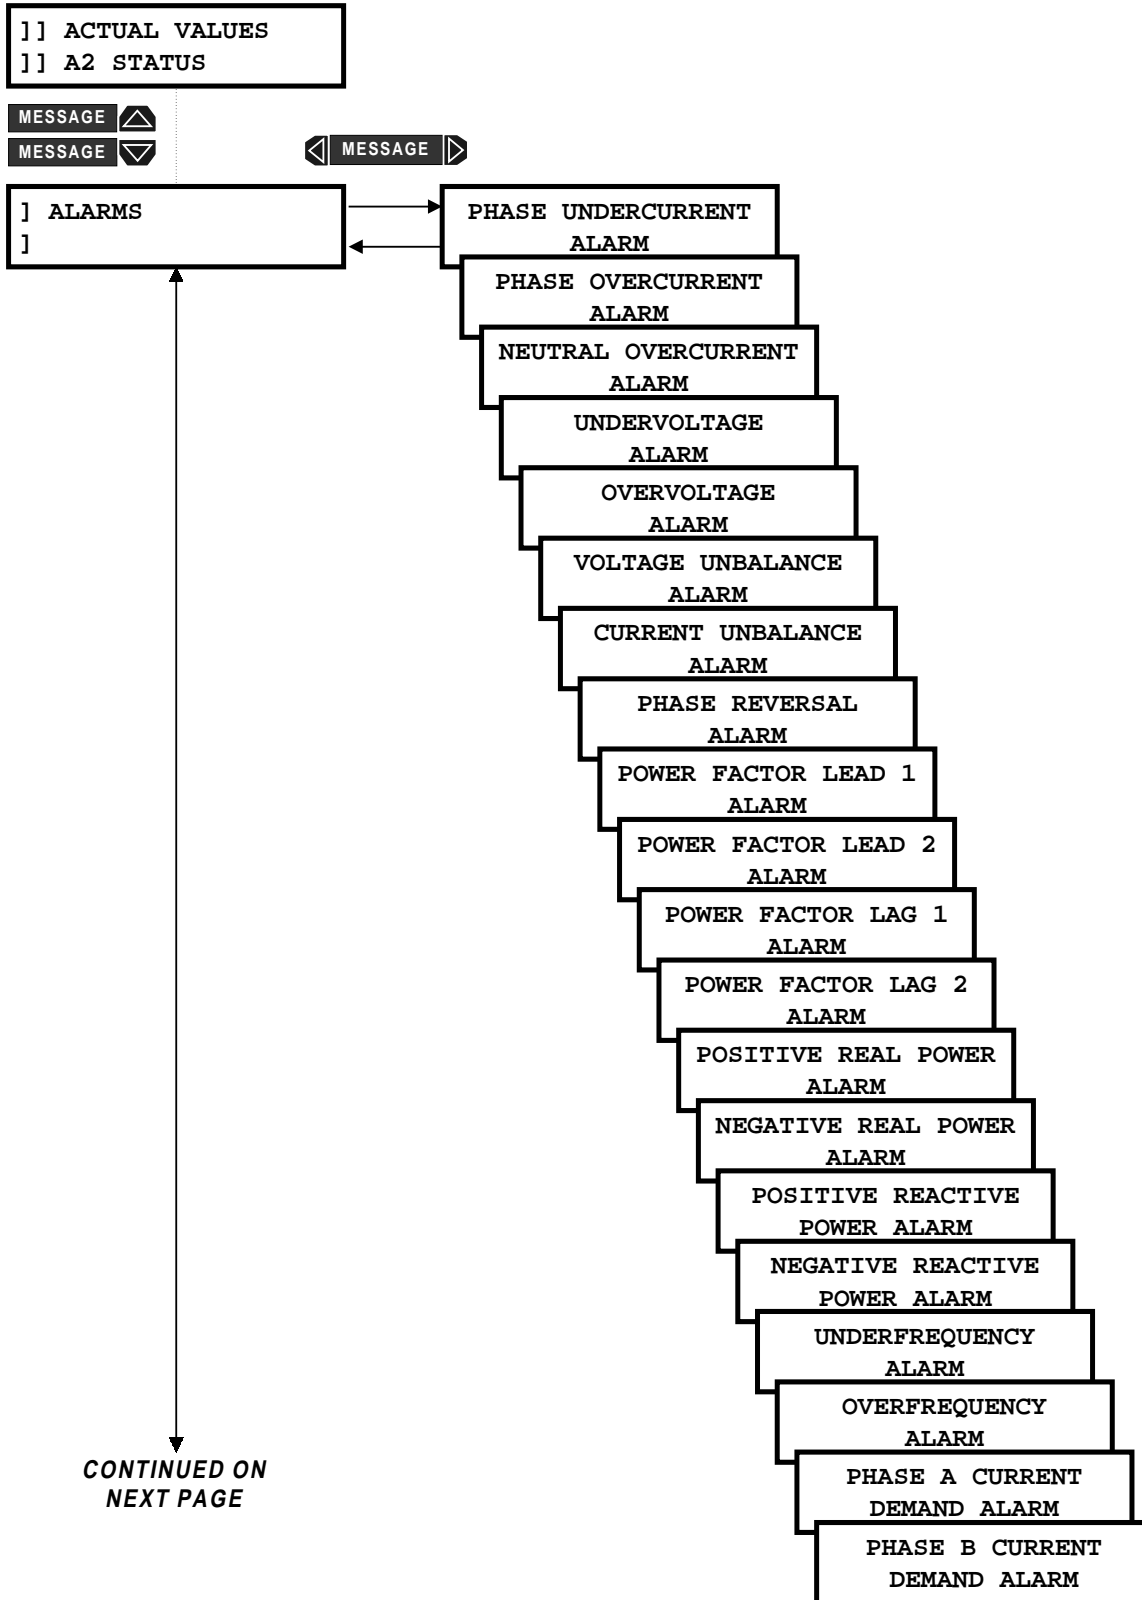 ]] ACTUAL VALUES
]] A2 STATUS
MESSAGE
MESSAGE
MESSAGE
] ALARMS
]
PHASE UNDERCURRENT
ALARM
PHASE OVERCURRENT
ALARM
NEUTRAL OVERCURRENT
ALARM
UNDERVOLTAGE
ALARM
OVERVOLTAGE
ALARM
VOLTAGE UNBALANCE
ALARM
CURRENT UNBALANCE
ALARM
PHASE REVERSAL
ALARM
POWER FACTOR LEAD 1
ALARM
POWER FACTOR LEAD 2
ALARM
POWER FACTOR LAG 1
ALARM
POWER FACTOR LAG 2
ALARM
POSITIVE REAL POWER
ALARM
NEGATIVE REAL POWER
ALARM
POSITIVE REACTIVE
POWER ALARM
NEGATIVE REACTIVE
POWER ALARM
UNDERFREQUENCY
ALARM
OVERFREQUENCY
ALARM
PHASE A CURRENT
DEMAND ALARM
PHASE B CURRENT
DEMAND ALARM
CONTINUED ON
NEXT PAGE